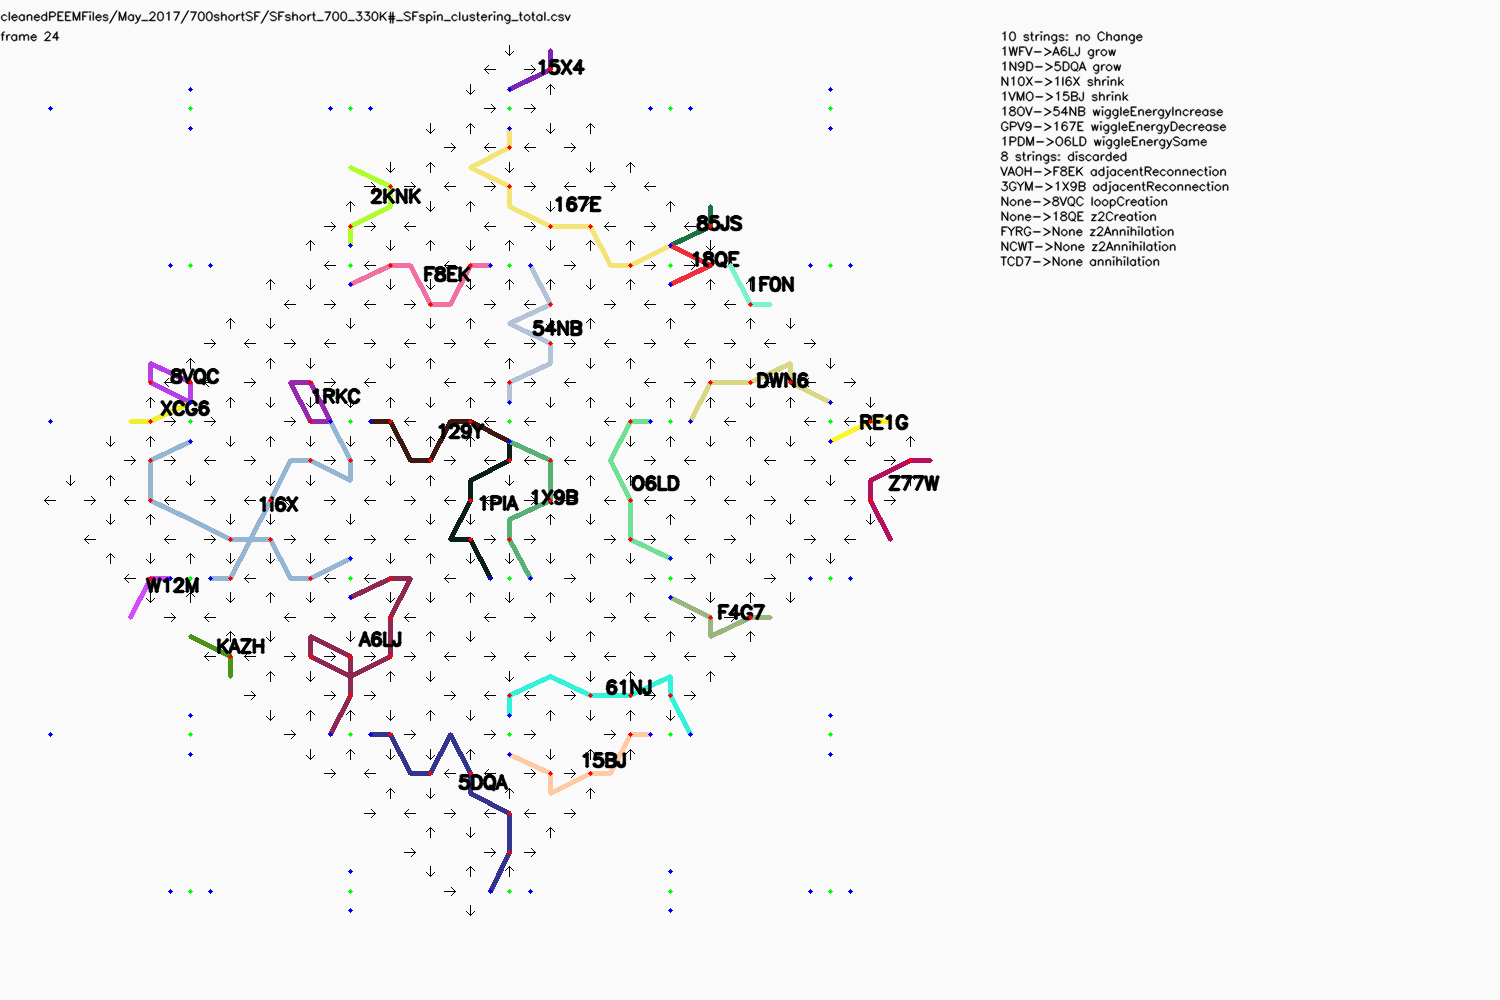 cleanedPEEMFiles/May_2017/700shortSF/SFshort_700_330K#_SFspin_clustering_total.csv
frame 24
10 strings: no Change
1WFV->A6LJ grow
1N9D->5DQA grow
N10X->1I6X shrink
1VMO->15BJ shrink
18OV->54NB wiggleEnergyIncrease
GPV9->167E wiggleEnergyDecrease
1PDM->O6LD wiggleEnergySame
8 strings: discarded
VAOH->F8EK adjacentReconnection
3GYM->1X9B adjacentReconnection
None->8VQC loopCreation
None->18QE z2Creation
FYRG->None z2Annihilation
NCWT->None z2Annihilation
TCD7->None annihilation
15X4
2KNK
167E
85JS
18QE
F8EK
1F0N
54NB
8VQC
1RKC
DWN6
XCG6
RE1G
129Y
1I6X
1PIA
1X9B
O6LD
Z77W
W12M
F4G7
KAZH
A6LJ
61NJ
15BJ
5DQA